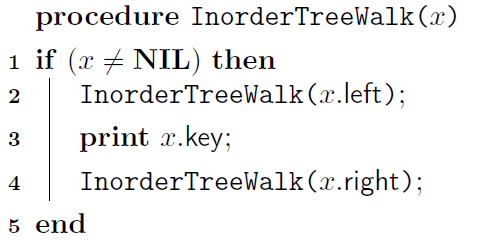 procedure InorderTreeWalk(x)
1 if (x ≠ NIL) then
2 InorderTreeWalk(x.left);
3 print x.key;
4 InorderTreeWalk(x.right);
5 end